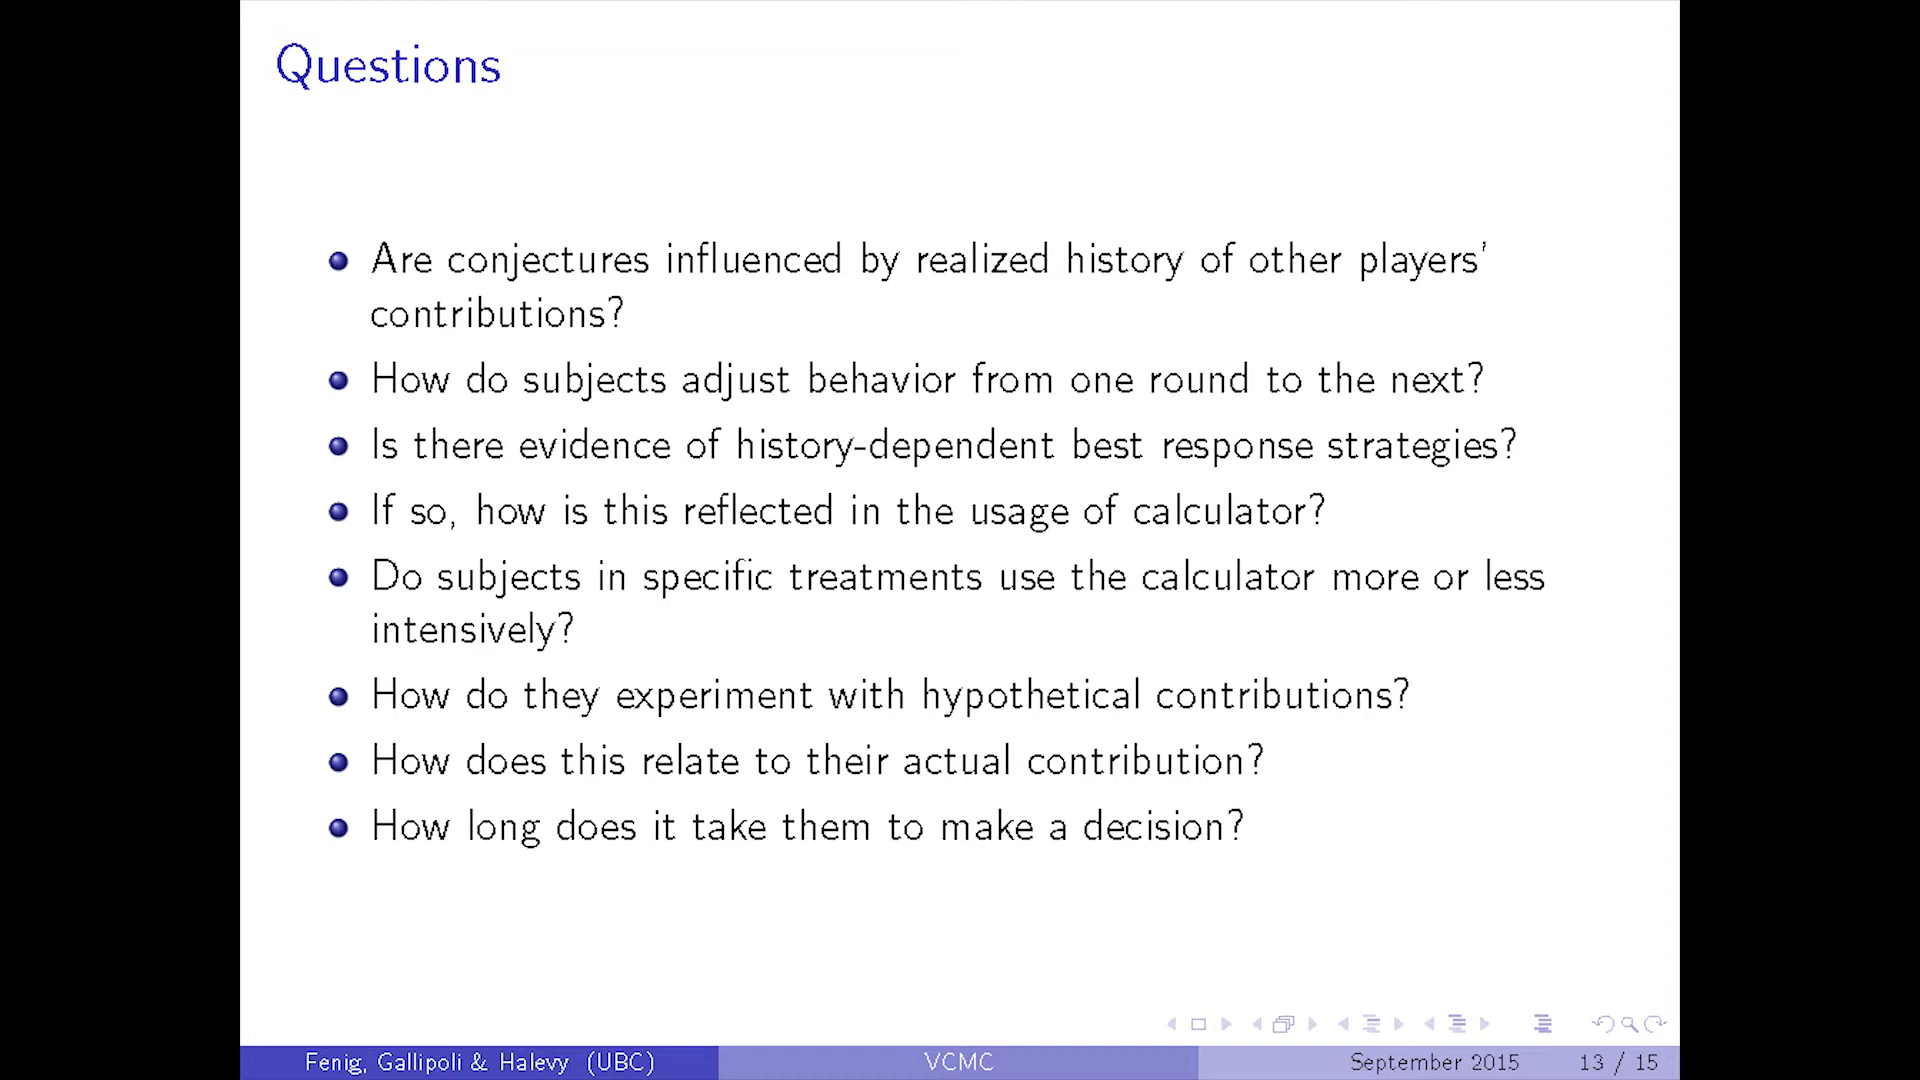 Questions
Are conjectures influenced by realized history of other players'
contributions?
How do subjects adjust behavior from one round to the next?
Is there evidence of history-dependent best response strategies?
If so, how is this reflected in the usage of calculator?
Do subjects in specific treatments use the calculator more or less
intensively?
How do they experiment with hypothetical contributions?
How does this relate to their actual contribution?
How long does it take them to make a decision?
Fenig, Gallipoli & Halevy (UBC) VCMC September 2015 13 / 15